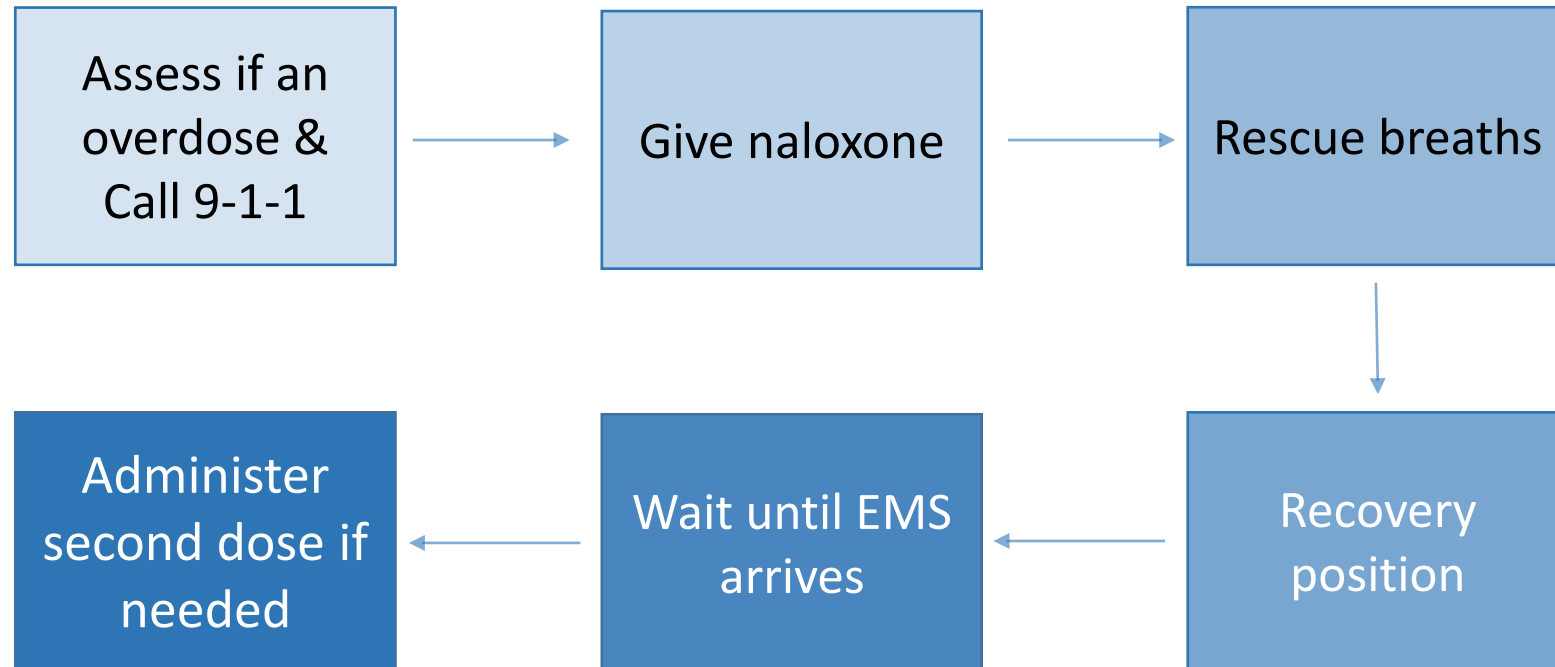 Assess if an
overdose &
Call 9-1-1
Give naloxone
Rescue breaths
Recovery
position
Wait until EMS
arrives
Administer
second dose if
needed